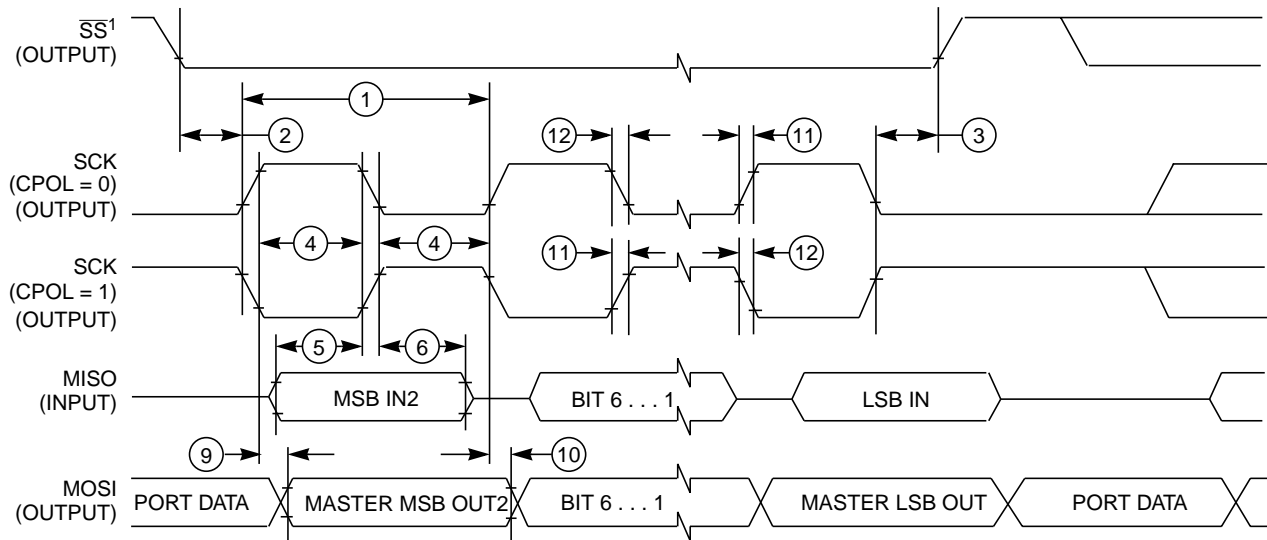 SS¹
(OUTPUT)
1
2
12
11
3
SCK
(CPOL = 0)
(OUTPUT)
4
4
SCK
(CPOL = 1)
(OUTPUT)
11
12
5
6
MISO
(INPUT)
MSB IN2
BIT 6 . . . 1
LSB IN
9
10
MOSI
(OUTPUT)
PORT DATA
MASTER MSB OUT2
BIT 6 . . . 1
MASTER LSB OUT
PORT DATA